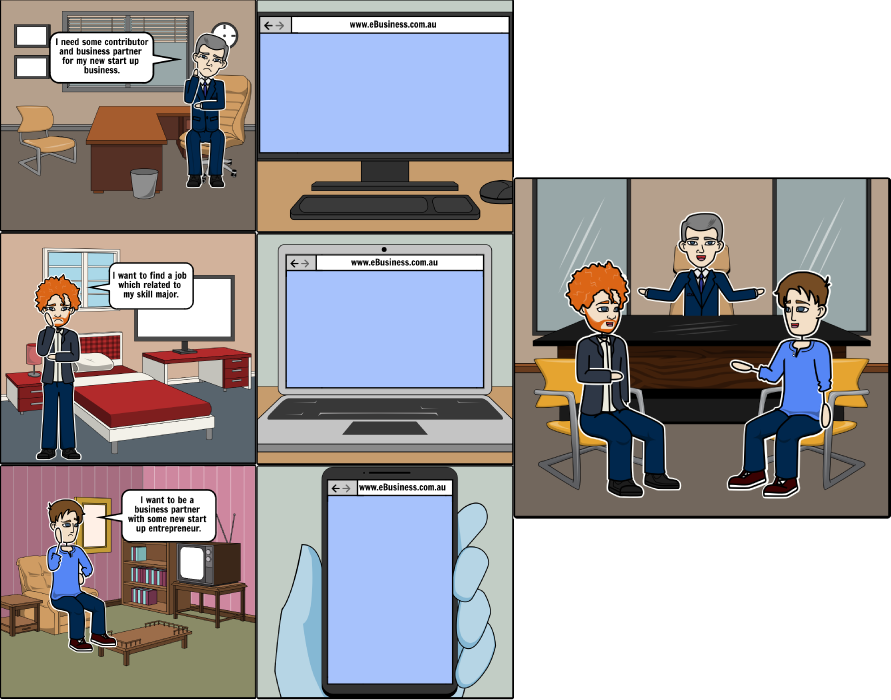 I need some contributor
and business partner
for my new start up
business.
www.eBusiness.com.au
I want to find a job
which related to
my skill major.
www.eBusiness.com.au
I want to be a
business partner
with some new start
up entrepreneur.
www.eBusiness.com.au